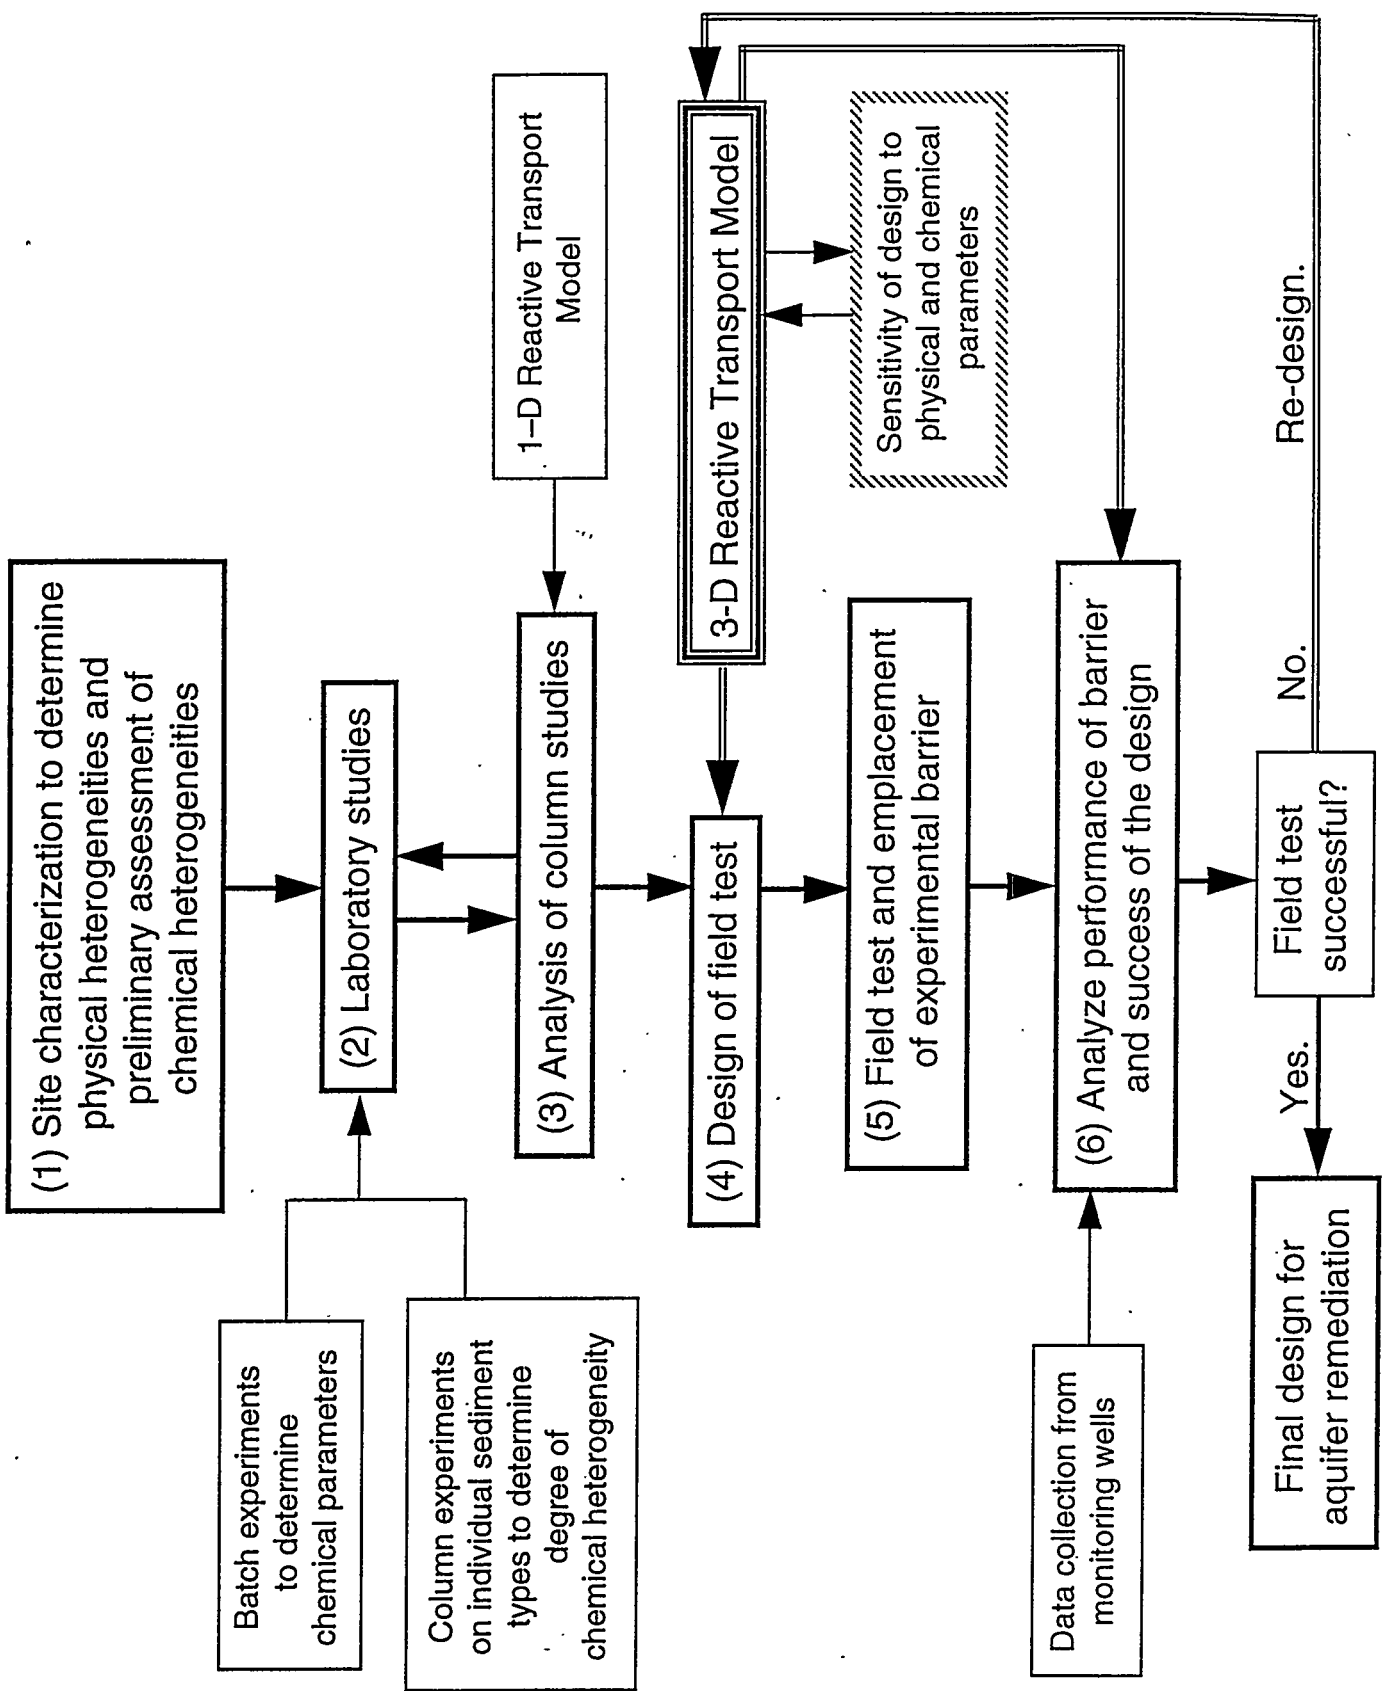 (1) Site characterization to determine
physical heterogeneities and
preliminary assessment of
chemical heterogeneities
Batch experiments
to determine
chemical parameters
Column experiments
on individual sediment
types to determine
degree of
chemical heterogeneity
(2) Laboratory studies
1–D Reactive Transport
Model
(3) Analysis of column studies
3-D Reactive Transport Model
(4) Design of field test
Sensitivity of design to
physical and chemical
parameters
(5) Field test and emplacement
of experimental barrier
Data collection from
monitoring wells
(6) Analyze performance of barrier
and success of the design
Field test
successful?
Yes.
No.
Re-design.
Final design for
aquifer remediation